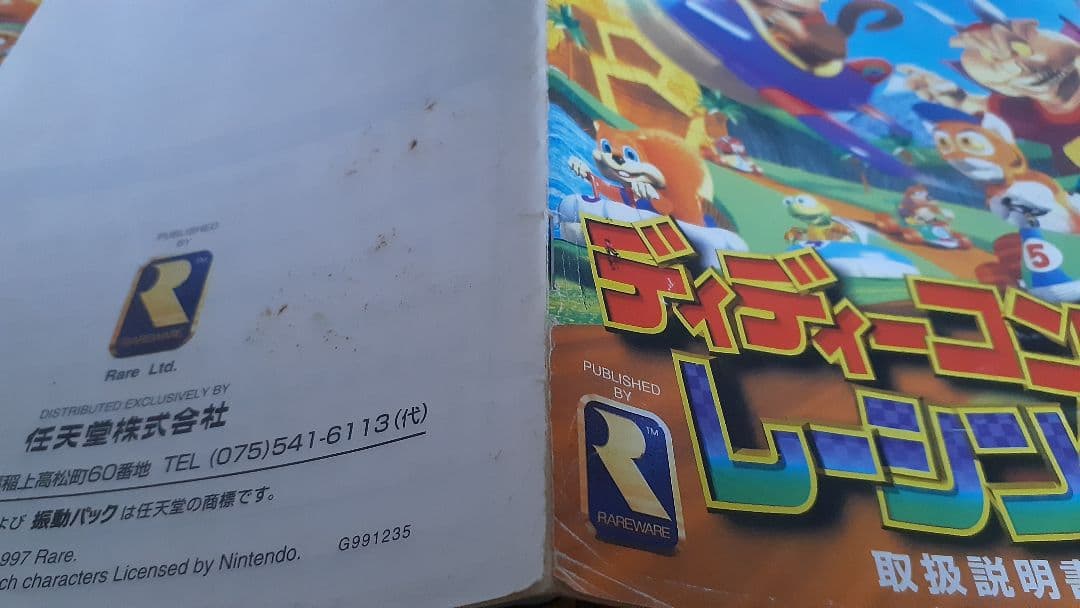 PUBLISHED
BY
R
TM
RAREWARE
Rare Ltd.
DISTRIBUTED EXCLUSIVELY BY
任天堂株式会社
稲上高松町60番地 TEL (075)541-6113(代)
よび 振動パックは任天堂の商標です。
1997 Rare.
characters Licensed by Nintendo.
G991235
5
ディディーコン
レーシン
PUBLISHED
BY
R
TM
RAREWARE
取扱説明書